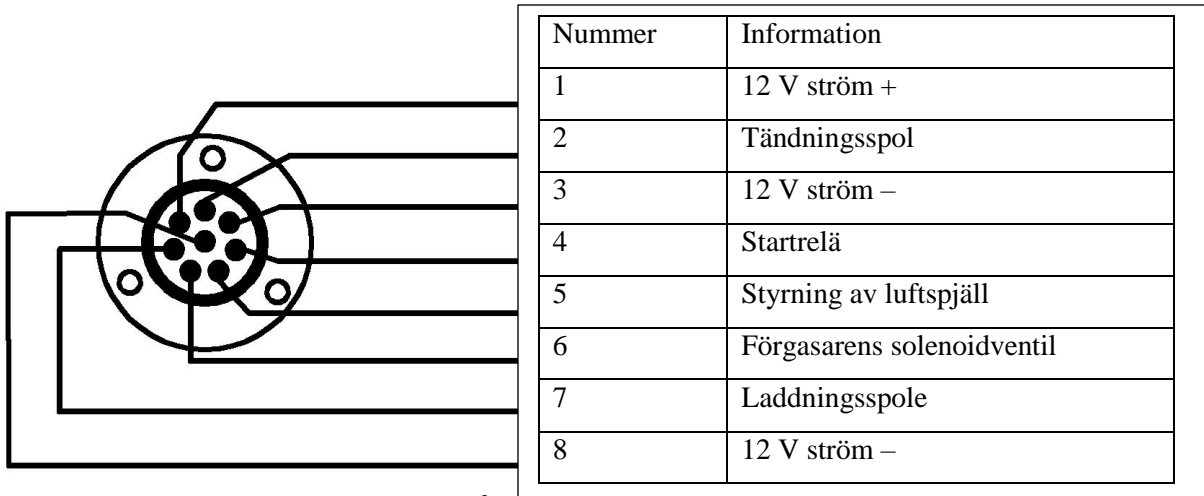 Nummer Information
1 12 V ström +
2 Tändningsspol
3 12 V ström –
4 Startrelä
5 Styrning av luftspjäll
6 Förgasarens solenoidventil
7 Laddningsspole
8 12 V ström –